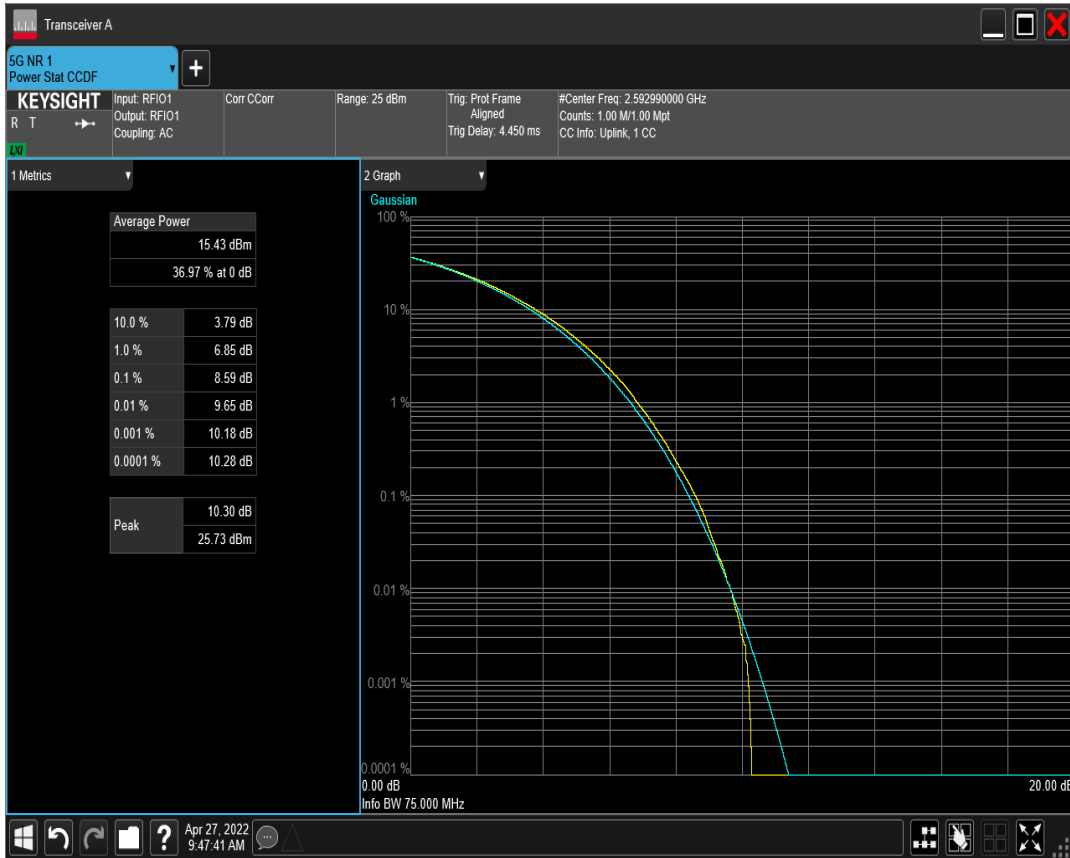 Transceiver A
5G NR 1
Power Stat CCDF
+
KEYSIGHT
R T
LXI
Input: RFIO1
Output: RFIO1
Coupling: AC
Corr CCorr
Range: 25 dBm
Trig: Prot Frame
Aligned
Trig Delay: 4.450 ms
#Center Freq: 2.592990000 GHz
Counts: 1.00 M/1.00 Mpt
CC Info: Uplink, 1 CC
1 Metrics
Average Power
15.43 dBm
36.97 % at 0 dB
10.0 % 3.79 dB
1.0 % 6.85 dB
0.1 % 8.59 dB
0.01 % 9.65 dB
0.001 % 10.18 dB
0.0001 % 10.28 dB
Peak
10.30 dB
25.73 dBm
2 Graph
Gaussian
100 %
10 %
1 %
0.1 %
0.01 %
0.001 %
0.0001 %
0.00 dB 20.00 dB
Info BW 75.000 MHz
?
Apr 27, 2022
9:47:41 AM